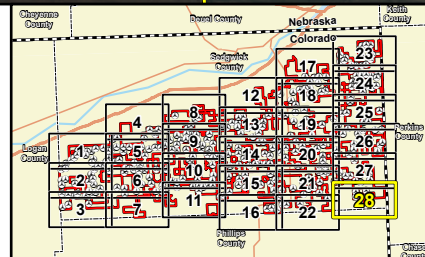 Cheyenne
County
Deuel County
Keith
County
Nebraska
Colorado
Sedgwick
County
23
17
24
12
18
8
25
4
13
19
Perkins
County
9
26
Logan
County
1
5
14
20
10
27
2
6
15
21
28
3
7
11
16
22
Phillips
County
Chase